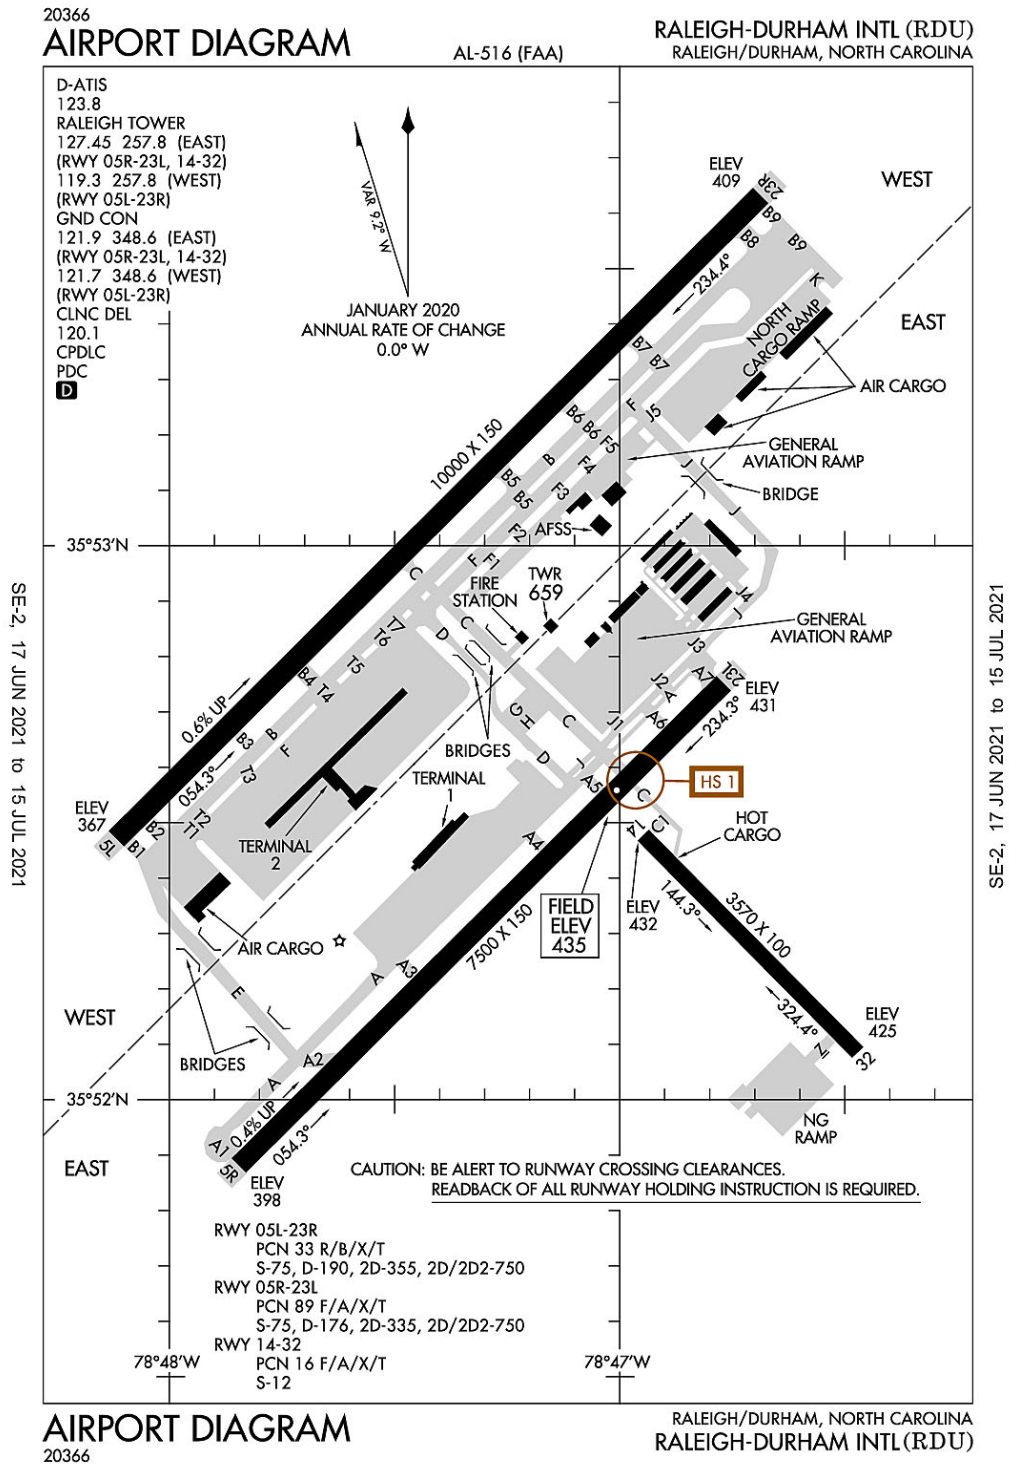 20366
AIRPORT DIAGRAM
AL-516 (FAA)
RALEIGH-DURHAM INTL (RDU)
RALEIGH/DURHAM, NORTH CAROLINA
D-ATIS
123.8
RALEIGH TOWER
127.45 257.8 (EAST)
(RWY 05R-23L, 14-32)
119.3 257.8 (WEST)
(RWY 05L-23R)
GND CON
121.9 348.6 (EAST)
(RWY 05R-23L, 14-32)
121.7 348.6 (WEST)
(RWY 05L-23R)
CLNC DEL
120.1
CPDLC
PDC
D
VAR 9.2° W
JANUARY 2020
ANNUAL RATE OF CHANGE
0.0° W
ELEV
409
23R
B9
B8
B9
WEST
EAST
234.4°
K
NORTH
CARGO RAMP
AIR CARGO
B7
B7
F
J5
B6
B6
F5
GENERAL
AVIATION RAMP
10000 X 150
B
F4
J
BRIDGE
B5
B5
F3
J
F2
AFSS
35°53'N
C
F
F1
FIRE
STATION
TWR
659
J4
J
GENERAL
AVIATION RAMP
T7
T6
D
C
J3
T5
B4
T4
A7
23L
ELEV
431
J2
A
A6
234.3°
0.6% UP
G
H
C
J1
B3
B
F
BRIDGES
D
J
A5
HS 1
054.3°
T3
TERMINAL
1
C
HOT
CARGO
ELEV
367
5L
B1
B2
T2
T1
TERMINAL
2
A4
14
C1
FIELD
ELEV
435
ELEV
432
144.3°
3570 X 100
7500 X 150
AIR CARGO
A3
A
E
324.4°
ELEV
425
WEST
BRIDGES
A2
N1
32
A
35°52'N
0.4% UP
054.3°
NG
RAMP
A1
5R
EAST
ELEV
398
CAUTION: BE ALERT TO RUNWAY CROSSING CLEARANCES.
READBACK OF ALL RUNWAY HOLDING INSTRUCTION IS REQUIRED.
RWY 05L-23R
PCN 33 R/B/X/T
S-75, D-190, 2D-355, 2D/2D2-750
RWY 05R-23L
PCN 89 F/A/X/T
S-75, D-176, 2D-335, 2D/2D2-750
RWY 14-32
PCN 16 F/A/X/T
S-12
78°48'W
78°47'W
SE-2, 17 JUN 2021 to 15 JUL 2021
SE-2, 17 JUN 2021 to 15 JUL 2021
AIRPORT DIAGRAM
20366
RALEIGH/DURHAM, NORTH CAROLINA
RALEIGH-DURHAM INTL (RDU)